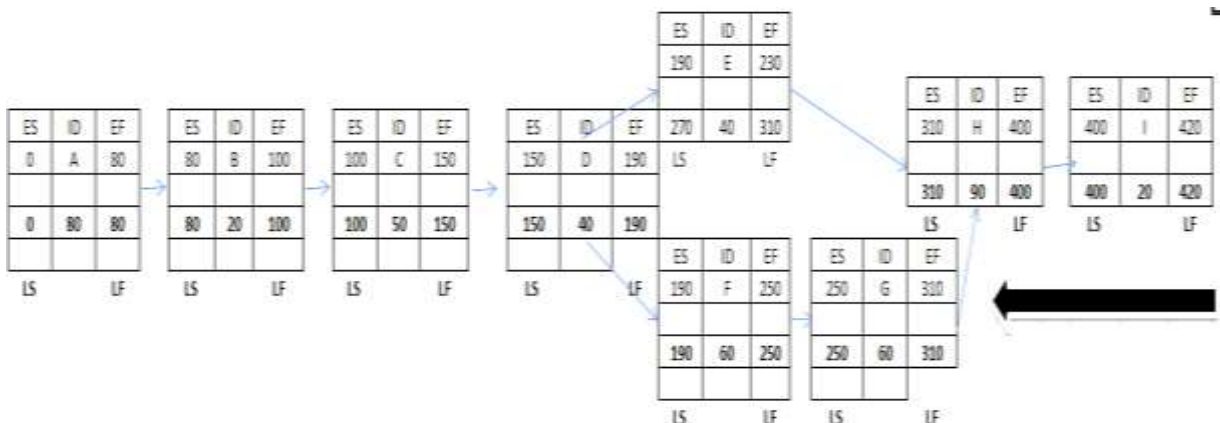 ES ID EF
190 E 230
270 40 310
LS LF
ES ID EF
310 H 400
310 90 400
LS LF
ES ID EF
400 I 420
400 20 420
LS LF
ES ID EF
0 A 80
0 80 80
LS LF
ES ID EF
80 B 100
80 20 100
LS LF
ES ID EF
100 C 150
100 50 150
LS LF
ES ID EF
150 D 190
150 40 190
LS LF
ES ID EF
190 F 250
190 60 250
LS LF
ES ID EF
250 G 310
250 60 310
LS LF